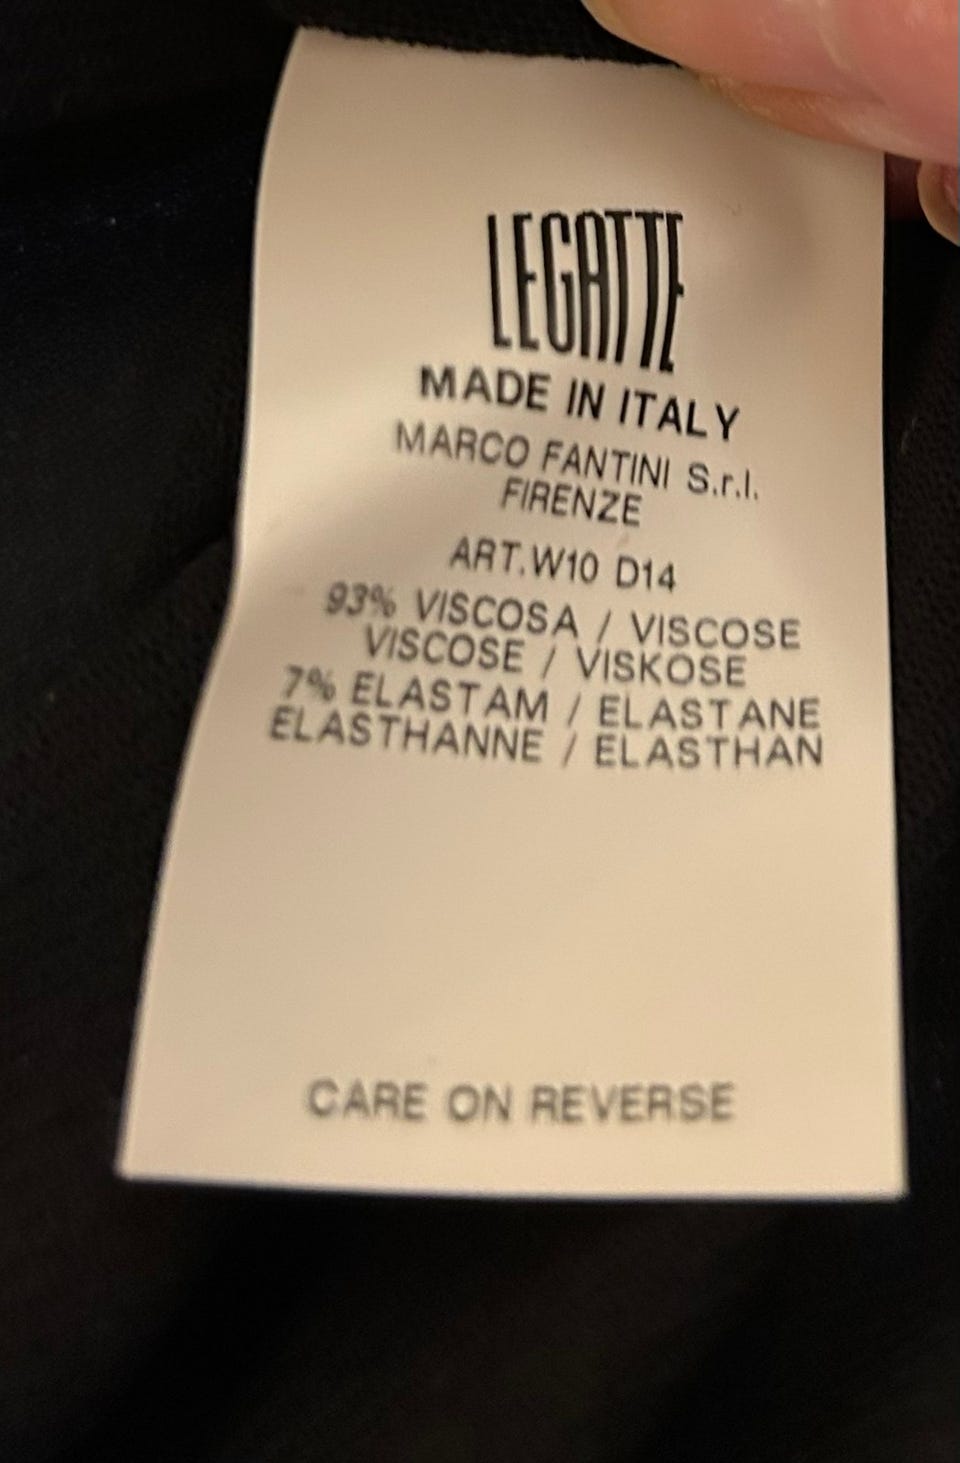 LEGATTE
MADE IN ITALY
MARCO FANTINI S.r.l.
FIRENZE
ART.W10 D14
93% VISCOSA / VISCOSE
VISCOSE / VISKOSE
7% ELASTAM / ELASTANE
ELASTHANNE / ELASTHAN
CARE ON REVERSE